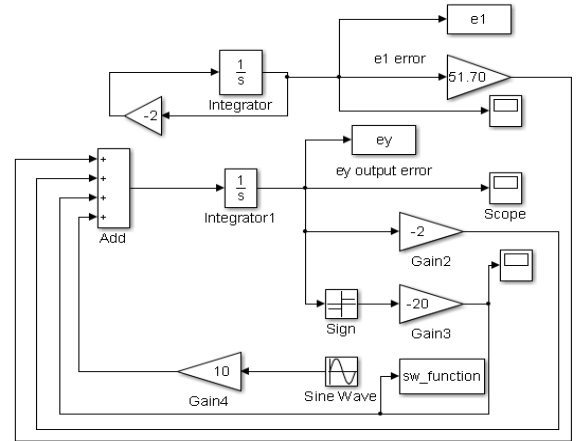 e1
1
s
e1 error
51.70
Integrator
-2
ey
ey output error
+
+
+
+
Add
1
s
Integrator1
Scope
-2
Gain2
Sign
-20
Gain3
10
Gain4
Sine Wave
sw_function